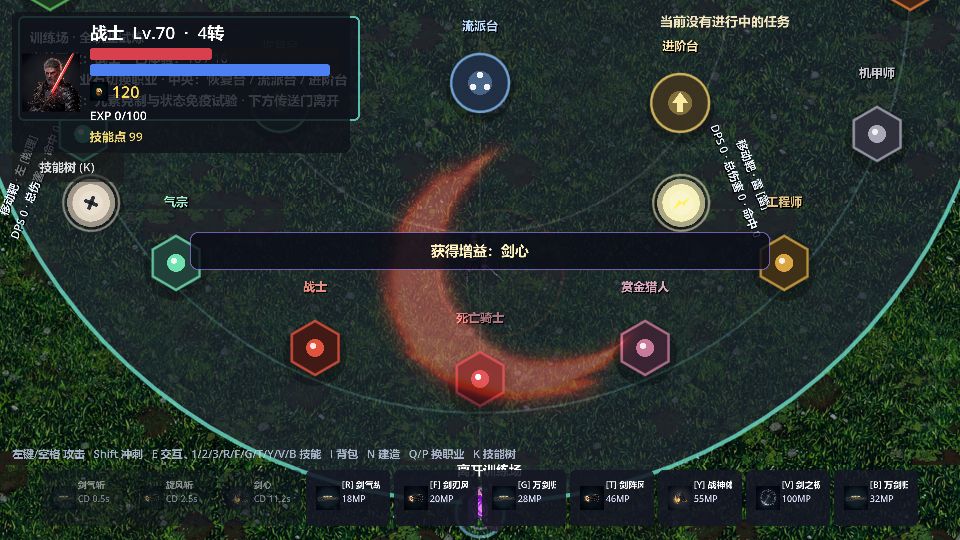 战士 Lv.70 · 4转
120
EXP 0/100
技能点 99
技能树 (K)
流派台
当前没有进行中的任务
进阶台
机甲师
气宗
工程师
获得增益：剑心
战士
死亡骑士
赏金猎人
左键/空格 攻击 · Shift 冲刺 · E 交互 · 1/2/3/R/F/G/T/Y/V/B 技能 · I 背包 · N 建造 · Q/P 换职业 · K 技能树
离开训练场
剑气斩
CD 0.5s
旋风斩
CD 2.5s
剑心
CD 11.2s
[R] 剑气
18MP
[F] 剑刃风
20MP
[G] 万剑
28MP
[T] 剑阵
46MP
[Y] 战神
55MP
[V] 剑之
100MP
[B] 万剑
32MP